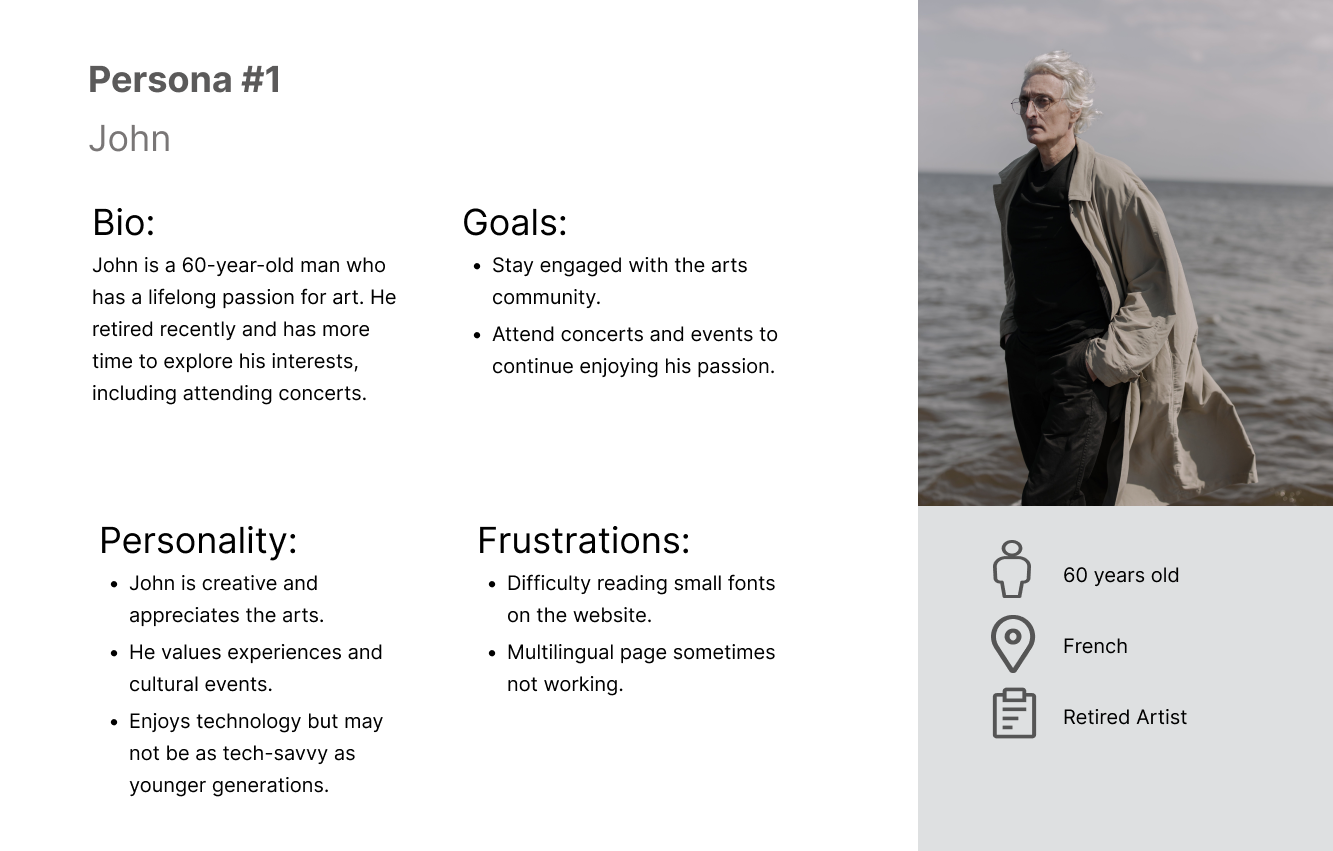 Persona #1
John
Bio:
John is a 60-year-old man who
has a lifelong passion for art. He
retired recently and has more
time to explore his interests,
including attending concerts.
Goals:
• Stay engaged with the arts
community.
• Attend concerts and events to
continue enjoying his passion.
Personality:
• John is creative and
appreciates the arts.
• He values experiences and
cultural events.
• Enjoys technology but may
not be as tech-savvy as
younger generations.
Frustrations:
• Difficulty reading small fonts
on the website.
• Multilingual page sometimes
not working.
60 years old
French
Retired Artist